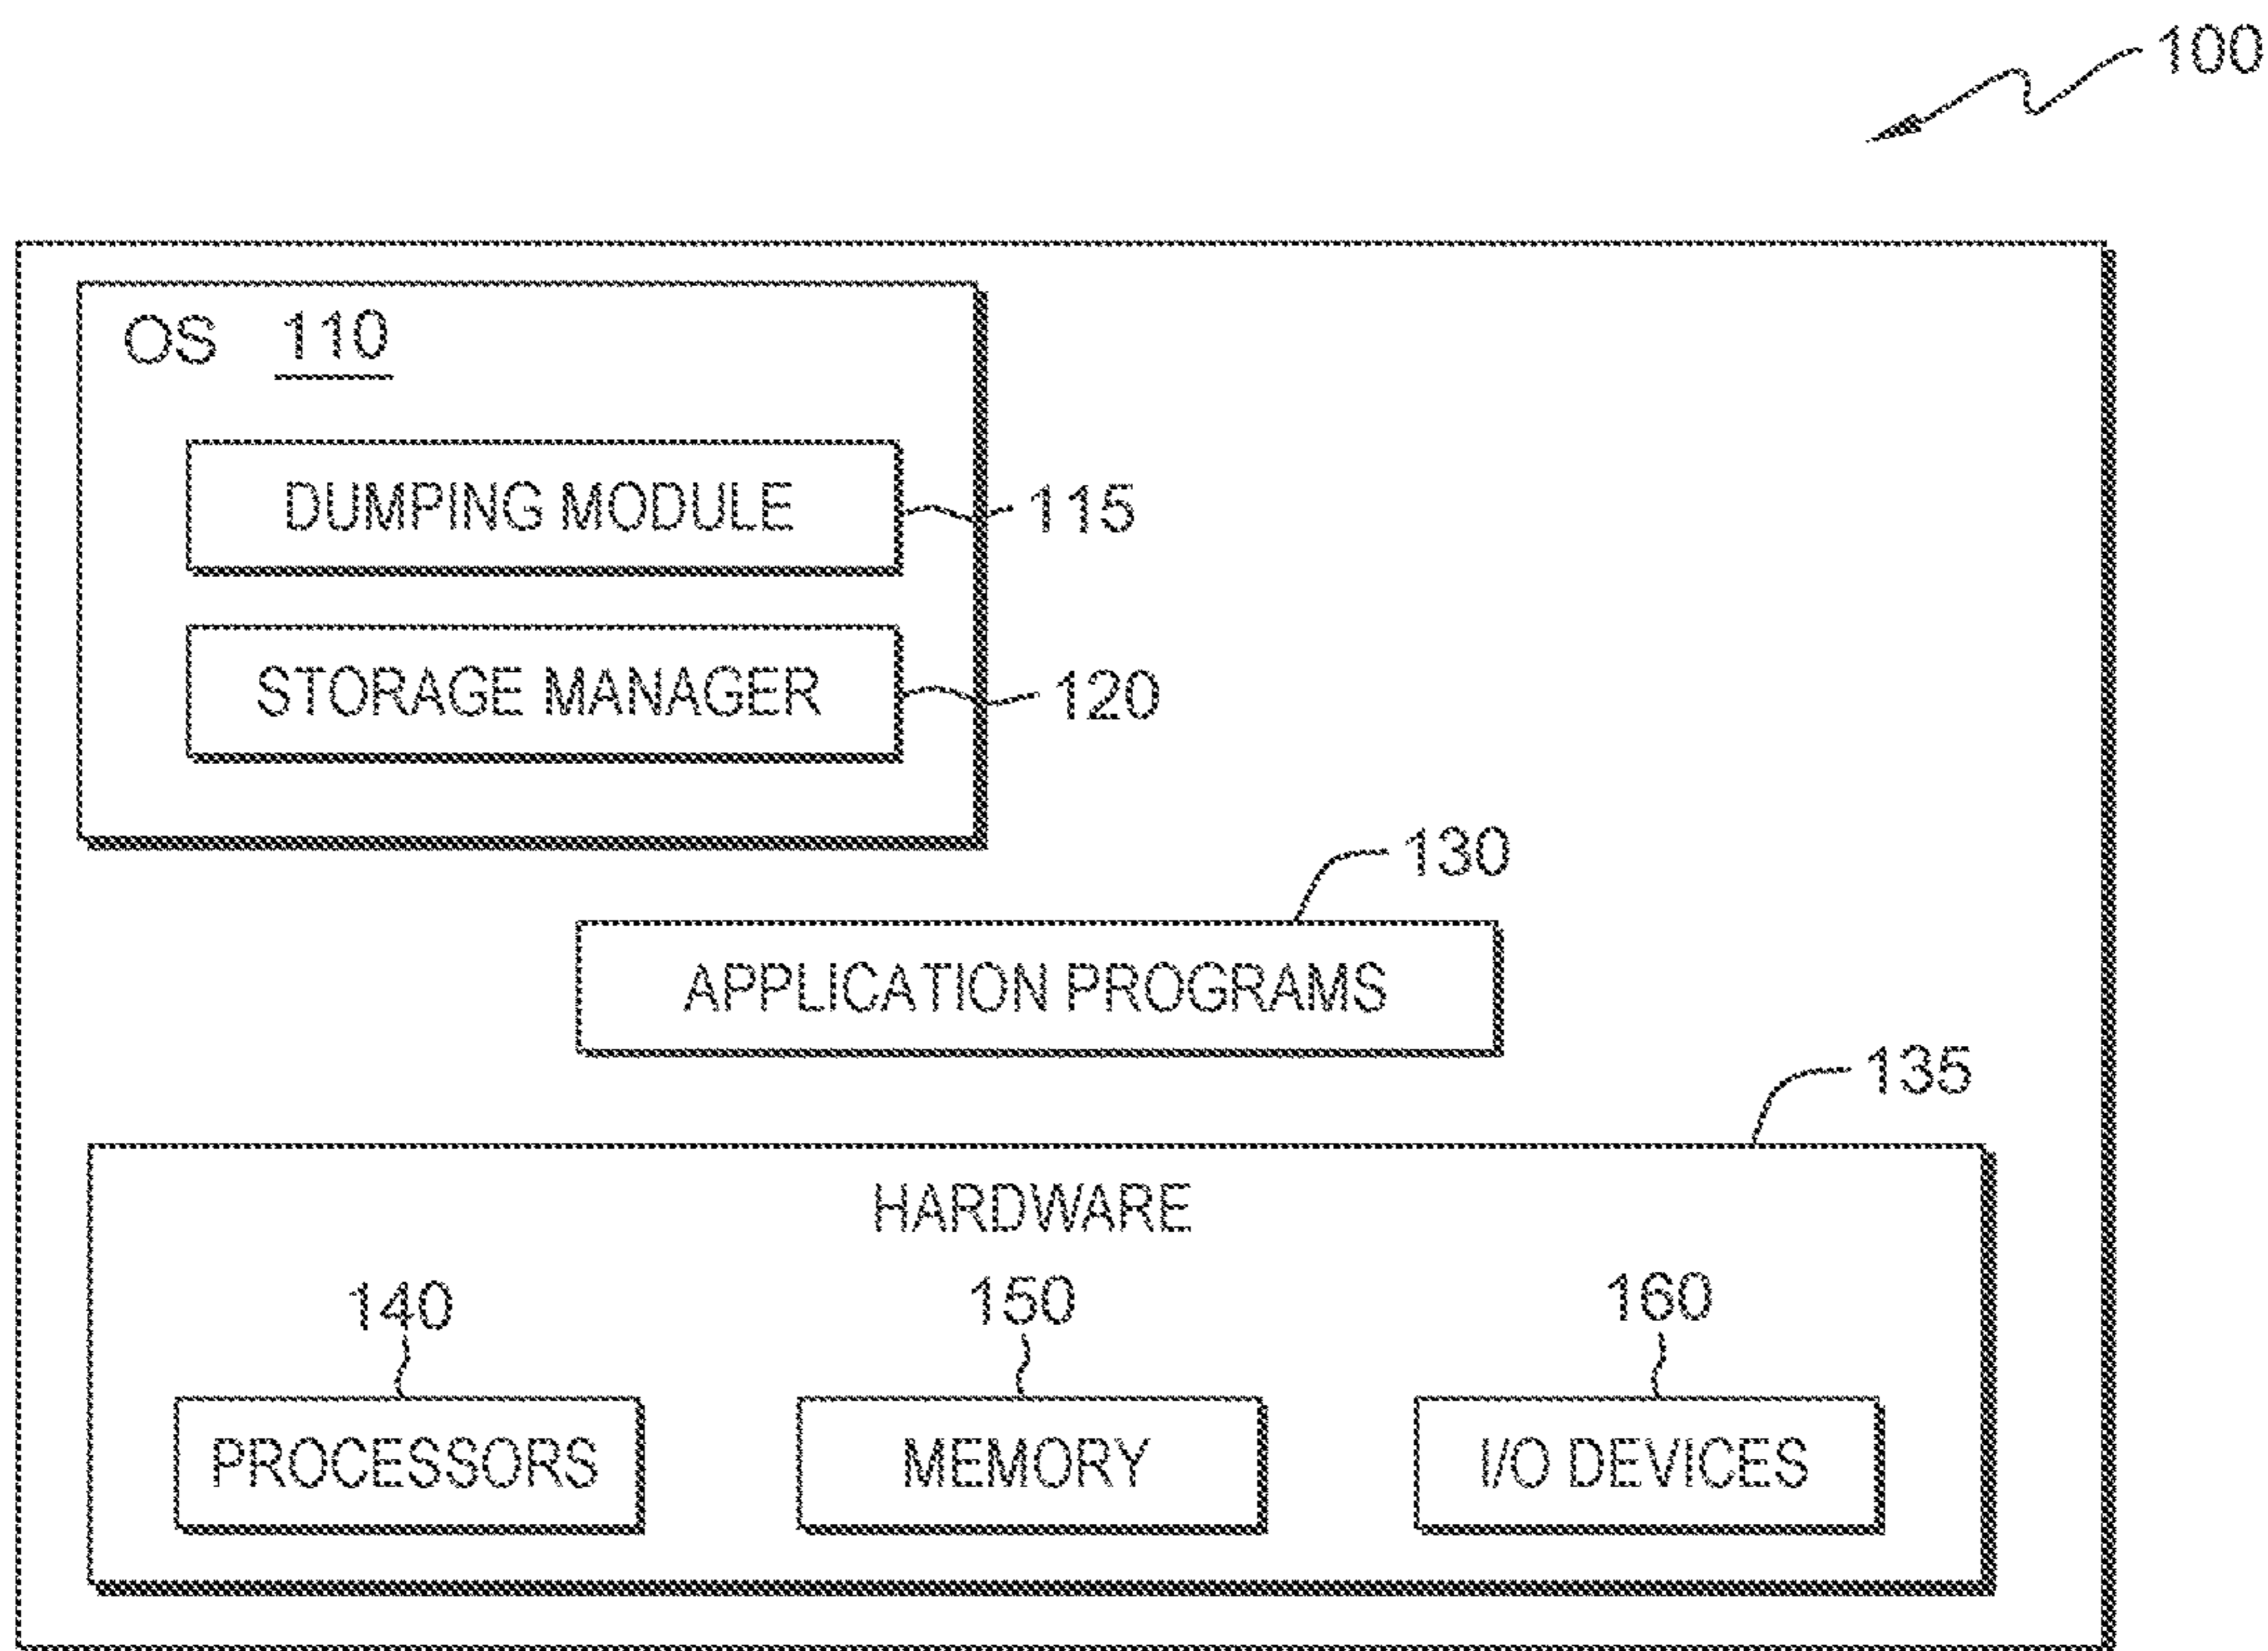 100
OS 110
DUMPING MODULE 115
STORAGE MANAGER 120
130
APPLICATION PROGRAMS
135
HARDWARE
140 150 160
PROCESSORS MEMORY I/O DEVICES